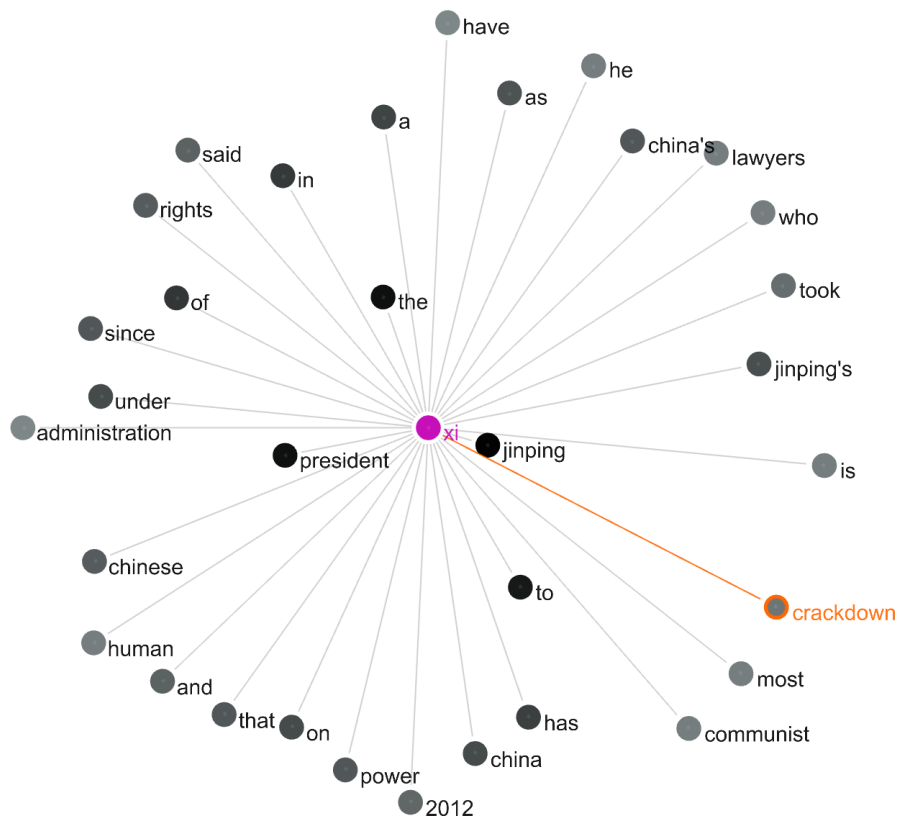 have
he
as
a
china's
said
lawyers
in
rights
who
took
the
of
since
jinping's
under
administration
xi
jinping
president
is
chinese
to
crackdown
human
most
and
that
has
on
communist
china
power
2012